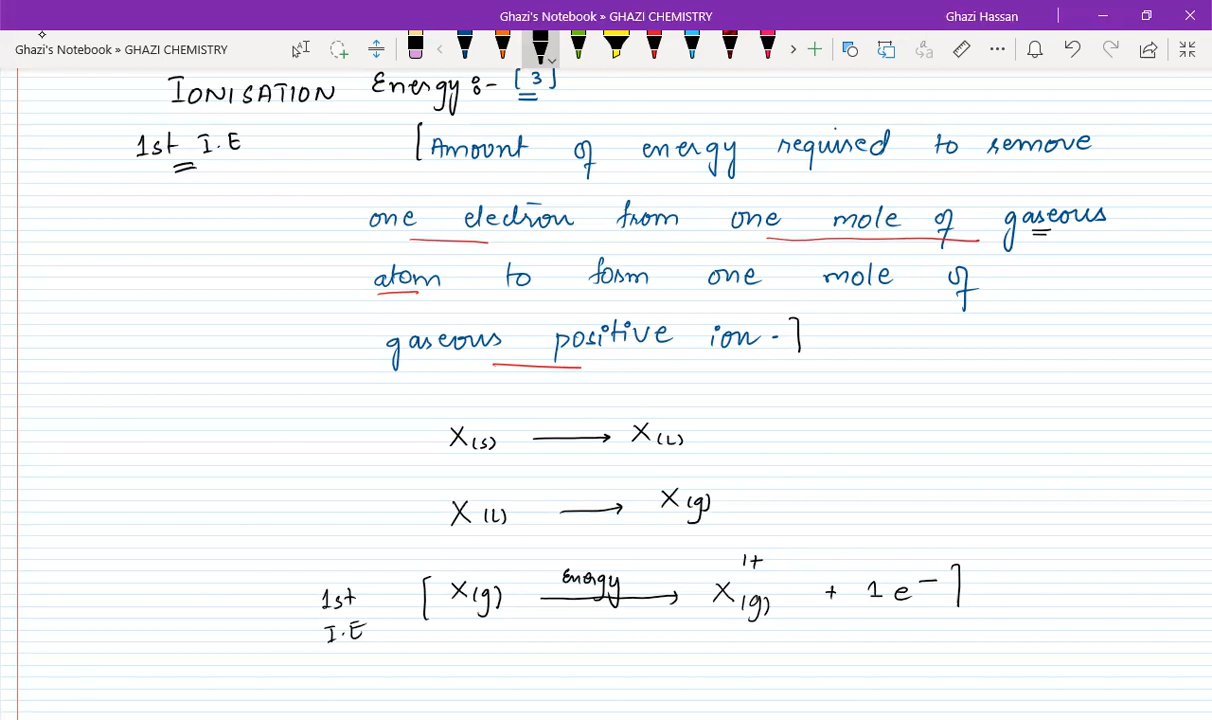 Ghazi's Notebook » GHAZI CHEMISTRY
Ghazi Hassan
Ghazi's Notebook » GHAZI CHEMISTRY
IONISATION Energy :- [3]
1st I.E
[Amount of energy required to remove
one electron from one mole of gaseous
atom to form one mole of
gaseous positive ion.]
X(s) → X(L)
X(L) → X(g)
1st I.E [X(g) energy → X¹⁺(g) + 1e⁻]